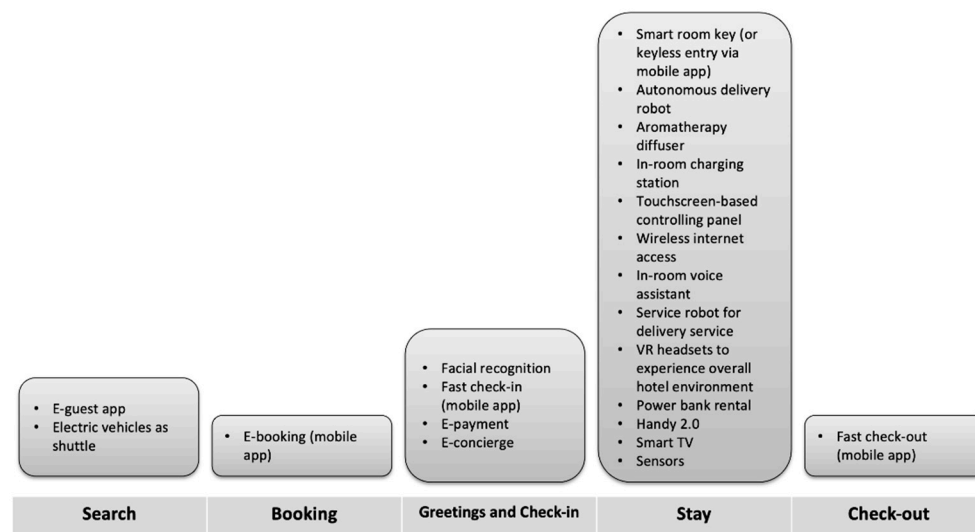 • E-guest app
• Electric vehicles as
shuttle
• E-booking (mobile
app)
• Facial recognition
• Fast check-in
(mobile app)
• E-payment
• E-concierge
• Smart room key (or
keyless entry via
mobile app)
• Autonomous delivery
robot
• Aromatherapy
diffuser
• In-room charging
station
• Touchscreen-based
controlling panel
• Wireless internet
access
• In-room voice
assistant
• Service robot for
delivery service
• VR headsets to
experience overall
hotel environment
• Power bank rental
• Handy 2.0
• Smart TV
• Sensors
• Fast check-out
(mobile app)
Search
Booking
Greetings and Check-in
Stay
Check-out